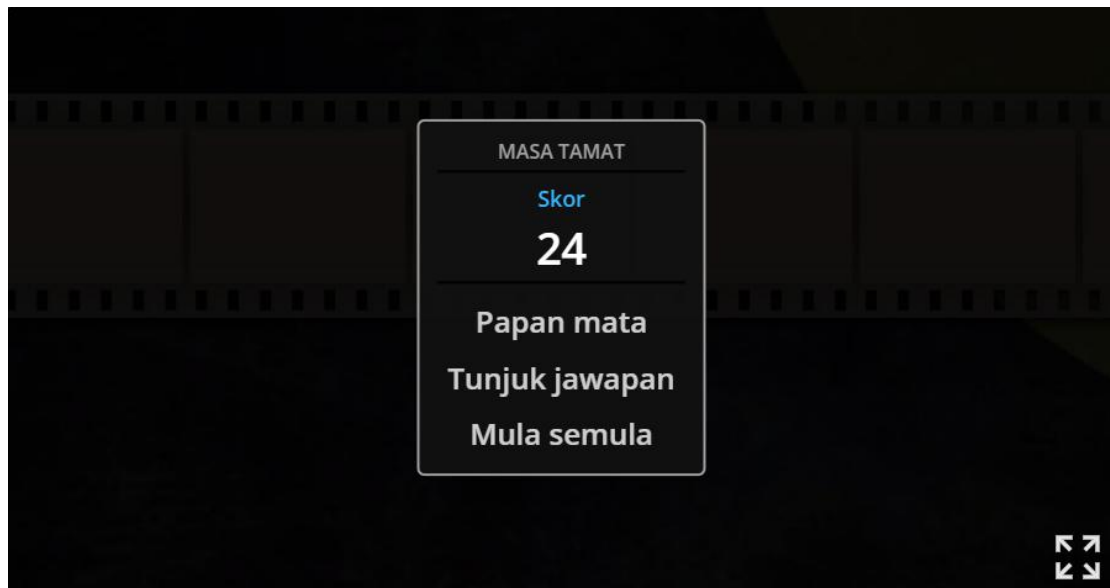 MASA TAMAT
Skor
24
Papan mata
Tunjuk jawapan
Mula semula